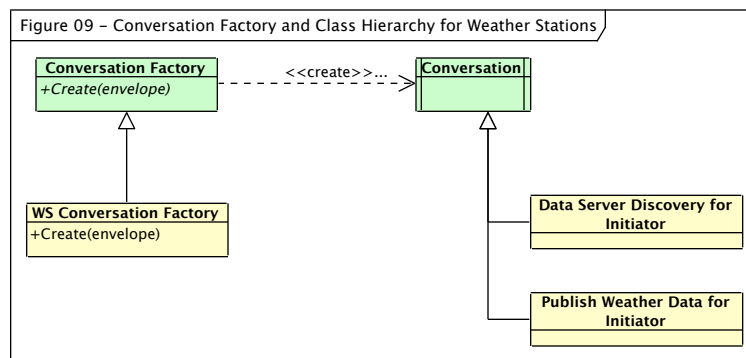 Figure 09 – Conversation Factory and Class Hierarchy for Weather Stations
Conversation Factory
+Create(envelope)
<<create>>...
Conversation
WS Conversation Factory
+Create(envelope)
Data Server Discovery for
Initiator
Publish Weather Data for
Initiator